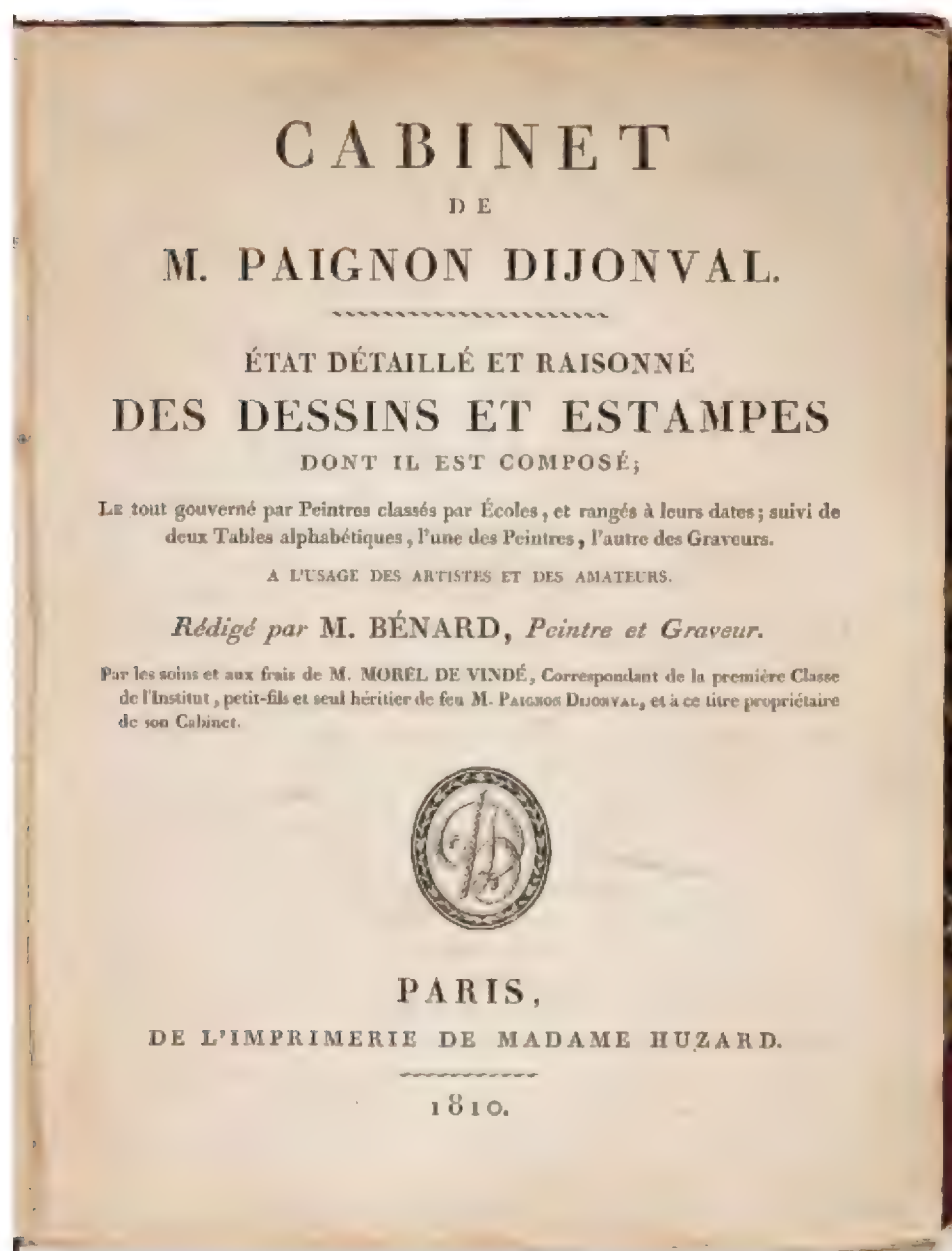 CABINET
DE
M. PAIGNON DIJONVAL.
ÉTAT DÉTAILLÉ ET RAISONNÉ
DES DESSINS ET ESTAMPES
DONT IL EST COMPOSÉ;
LE tout gouverné par Peintres classés par Écoles, et rangés à leurs dates; suivi de
deux Tables alphabétiques, l'une des Peintres, l'autre des Graveurs.
A L'USAGE DES ARTISTES ET DES AMATEURS.
Rédigé par M. BÉNARD, Peintre et Graveur.
Par les soins et aux frais de M. MOREL DE VINDÉ, Correspondant de la première Classe
de l'Institut, petit-fils et seul héritier de feu M. PAIGNON DIJONVAL, et à ce titre propriétaire
de son Cabinet.
PARIS,
DE L'IMPRIMERIE DE MADAME HUZARD.
1810.